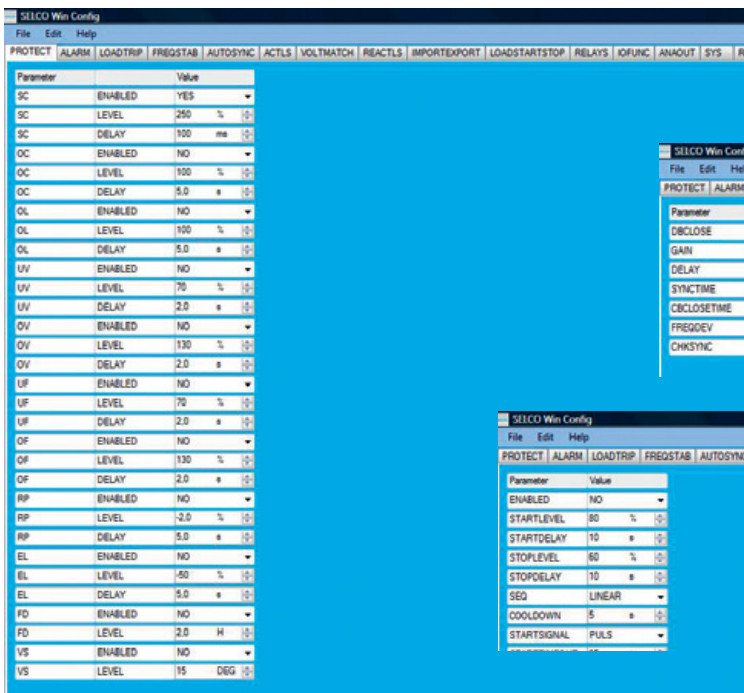 SELCO Win Config
File Edit Help
PROTECT ALARM LOADTRIP FREQSTAB AUTOSYNC ACTLS VOLTMATCH REACTLS IMPORTEXPORT LOADSTARTSTOP RELAYS IOFUNC ANAOUT SYS
Parameter Value
SC ENABLED YES
SC LEVEL 250 %
SC DELAY 100 ms
OC ENABLED NO
OC LEVEL 100 %
OC DELAY 5.0 s
OL ENABLED NO
OL LEVEL 100 %
OL DELAY 5.0 s
UV ENABLED NO
UV LEVEL 70 %
UV DELAY 2.0 s
OV ENABLED NO
OV LEVEL 130 %
OV DELAY 2.0 s
UF ENABLED NO
UF LEVEL 70 %
UF DELAY 2.0 s
OF ENABLED NO
OF LEVEL 130 %
OF DELAY 2.0 s
RP ENABLED NO
RP LEVEL -2.0 %
RP DELAY 5.0 s
EL ENABLED NO
EL LEVEL -50 %
EL DELAY 5.0 s
FD ENABLED NO
FD LEVEL 2.0 H
VS ENABLED NO
VS LEVEL 15 DEG
SELCO Win Conf
File Edit Hel
PROTECT ALARM
Parameter
DBCLOSE
GAIN
DELAY
SYNCTIME
CBCLOSETIME
FREQDEV
CHKSYNC
SELCO Win Config
File Edit Help
PROTECT ALARM LOADTRIP FREQSTAB AUTOSYNC
Parameter Value
ENABLED NO
STARTLEVEL 80 %
STARTDELAY 10 s
STOPLEVEL 60 %
STOPDELAY 10 s
SEQ LINEAR
COOLDOWN 5 s
STARTSIGNAL PULS